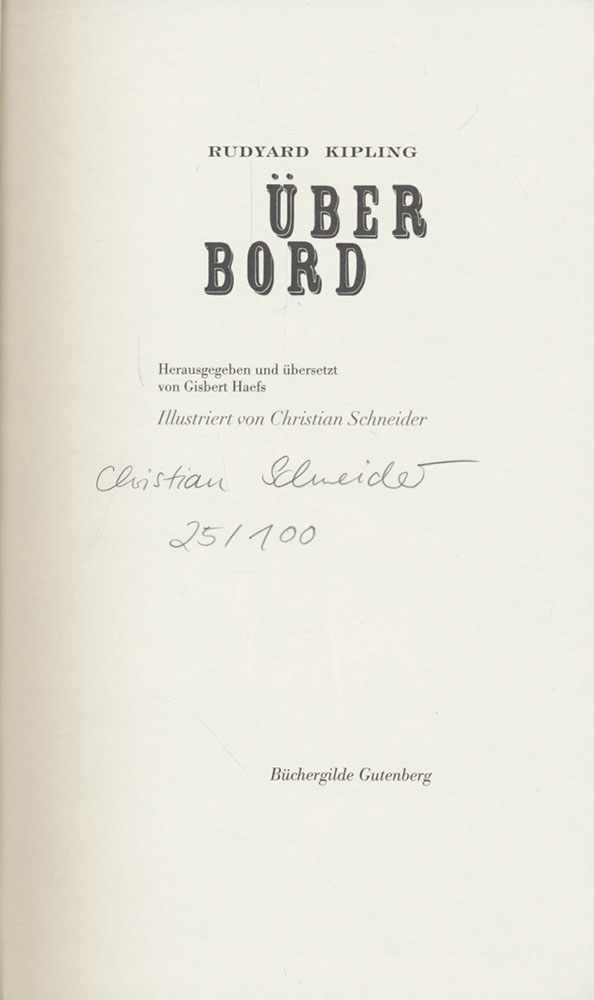 RUDYARD KIPLING
ÜBER
BORD
Herausgegeben und übersetzt
von Gisbert Haefs
Illustriert von Christian Schneider
Christian Schneider
25/100
Büchergilde Gutenberg